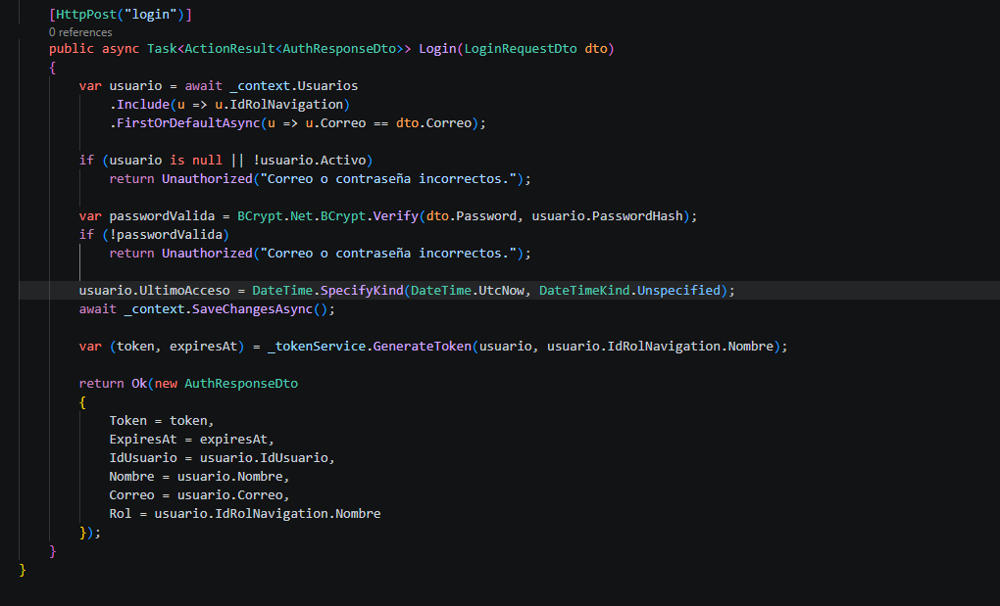 [HttpPost("login")]
0 references
public async Task<ActionResult<AuthResponseDto>> Login(LoginRequestDto dto)
{
var usuario = await _context.Usuarios
.Include(u => u.IdRolNavigation)
.FirstOrDefaultAsync(u => u.Correo == dto.Correo);
if (usuario is null || !usuario.Activo)
return Unauthorized("Correo o contraseña incorrectos.");
var passwordValida = BCrypt.Net.BCrypt.Verify(dto.Password, usuario.PasswordHash);
if (!passwordValida)
return Unauthorized("Correo o contraseña incorrectos.");
usuario.UltimoAcceso = DateTime.SpecifyKind(DateTime.UtcNow, DateTimeKind.Unspecified);
await _context.SaveChangesAsync();
var (token, expiresAt) = _tokenService.GenerateToken(usuario, usuario.IdRolNavigation.Nombre);
return Ok(new AuthResponseDto
{
Token = token,
ExpiresAt = expiresAt,
IdUsuario = usuario.IdUsuario,
Nombre = usuario.Nombre,
Correo = usuario.Correo,
Rol = usuario.IdRolNavigation.Nombre
});
}
}